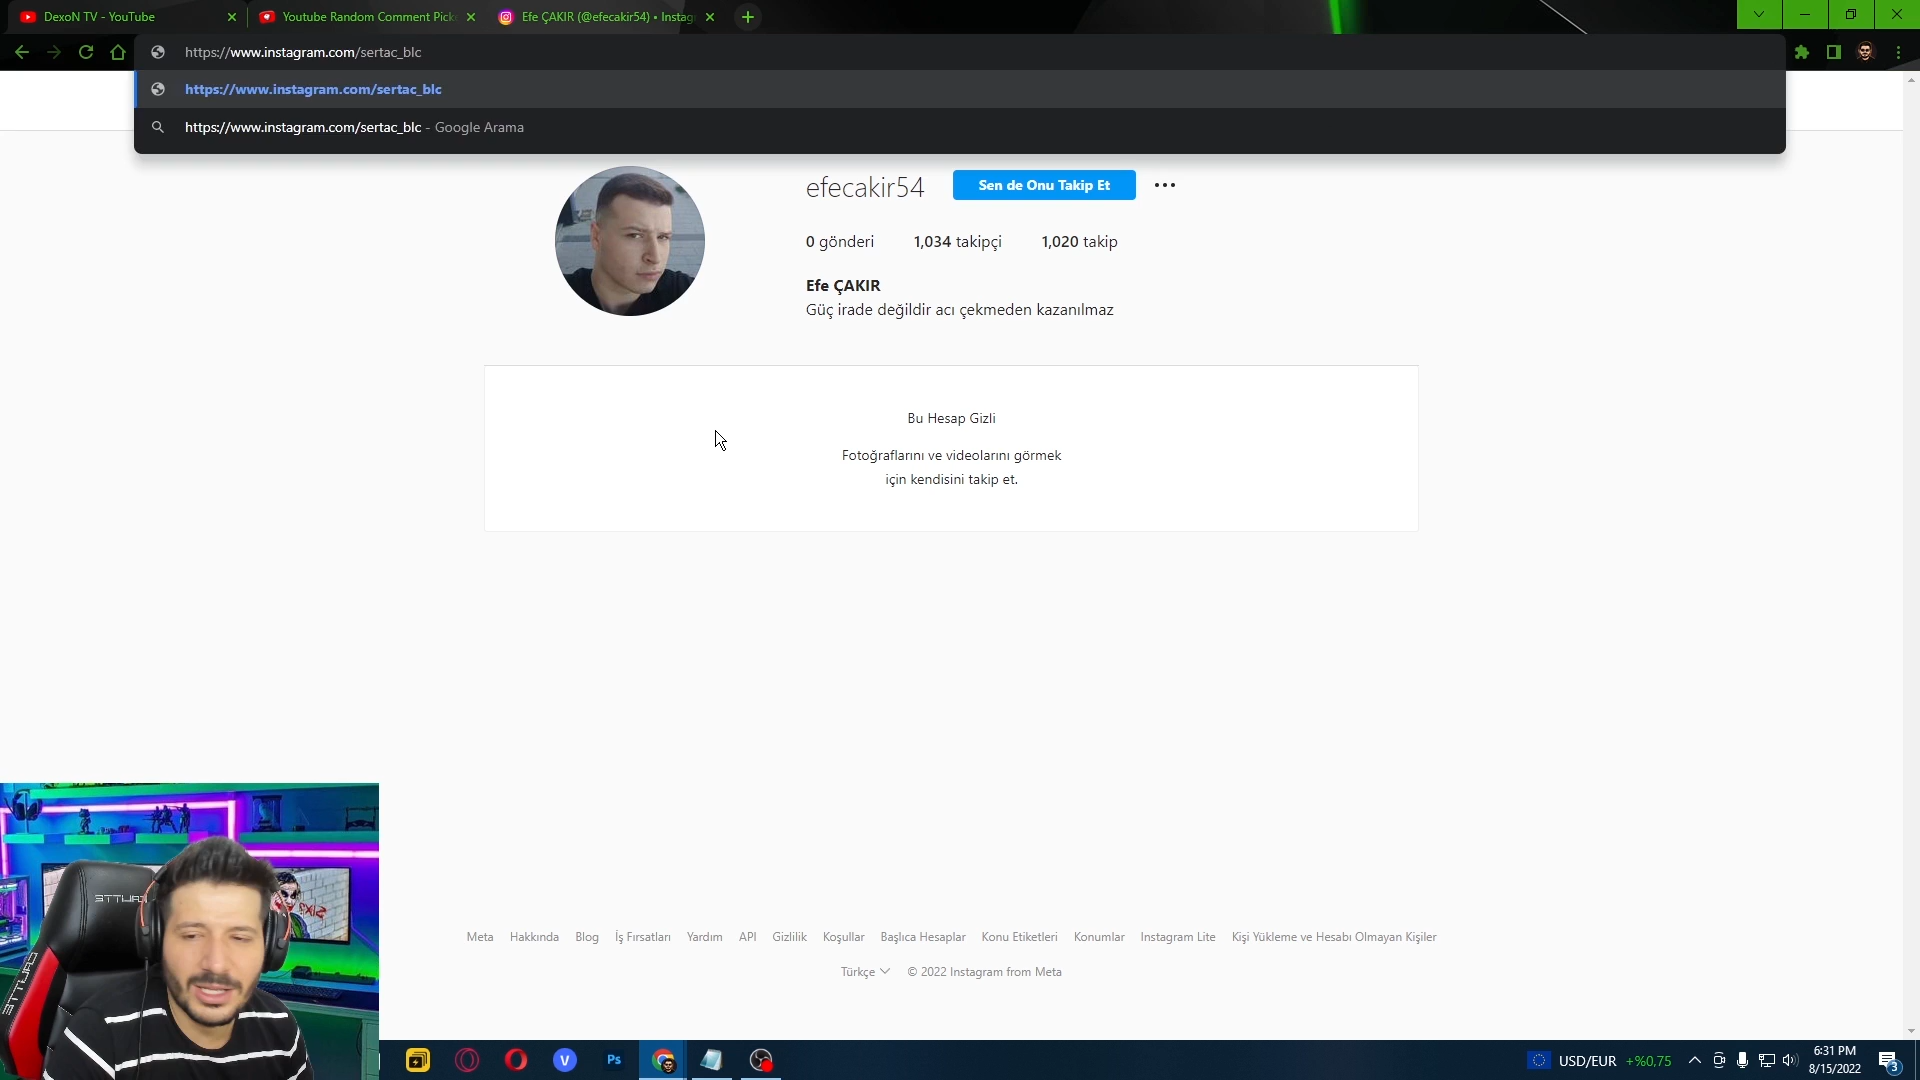 DexoN TV - YouTube
Youtube Random Comment Pick
Efe ÇAKIR (@efecakir54) • Instag
https://www.instagram.com/sertac_blc
https://www.instagram.com/sertac_blc
https://www.instagram.com/sertac_blc - Google Arama
efecakir54
Sen de Onu Takip Et
0 gönderi 1,034 takipçi 1,020 takip
Efe ÇAKIR
Güç irade değildir acı çekmeden kazanılmaz
Bu Hesap Gizli
Fotoğraflarını ve videolarını görmek
için kendisini takip et.
Meta Hakkında Blog İş Fırsatları Yardım API Gizlilik Koşullar Başlıca Hesaplar Konu Etiketleri Konumlar Instagram Lite Kişi Yükleme ve Hesabı Olmayan Kişiler
Türkçe © 2022 Instagram from Meta
V
Ps
USD/EUR +%0,75
6:31 PM
8/15/2022
3